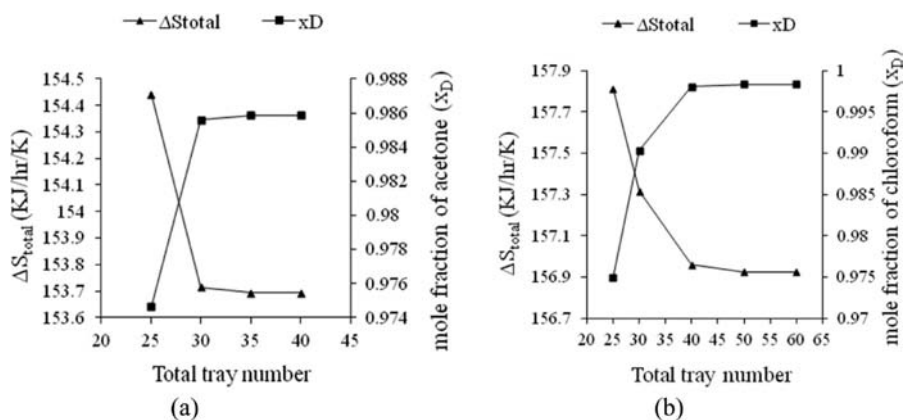 ΔStotal xD
ΔS_total (KJ/hr/K)
154.5
154.4
154.3
154.2
154.1
154
153.9
153.8
153.7
153.6
0.988
0.986
0.984
0.982
0.98
0.978
0.976
0.974
mole fraction of acetone (x_D)
20 25 30 35 40 45
Total tray number
(a)
ΔStotal xD
ΔS_total (KJ/hr/K)
157.9
157.7
157.5
157.3
157.1
156.9
156.7
1
0.995
0.99
0.985
0.98
0.975
0.97
mole fraction of chloroform (x_D)
20 25 30 35 40 45 50 55 60 65
Total tray number
(b)